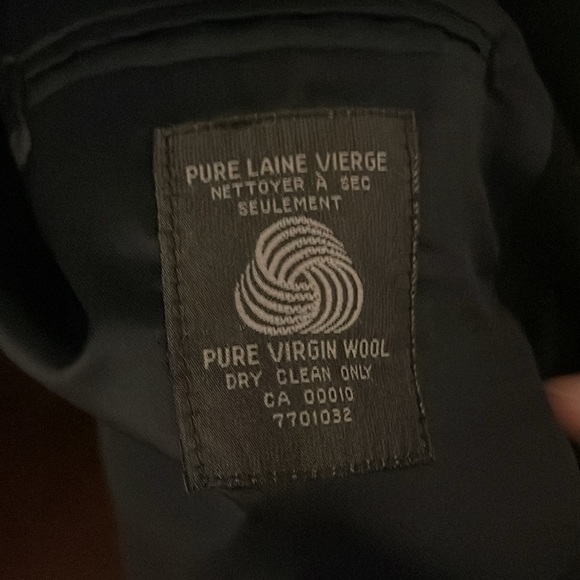 PURE LAINE VIERGE
NETTOYER À SEC
SEULEMENT
PURE VIRGIN WOOL
DRY CLEAN ONLY
CA 00010
7701032